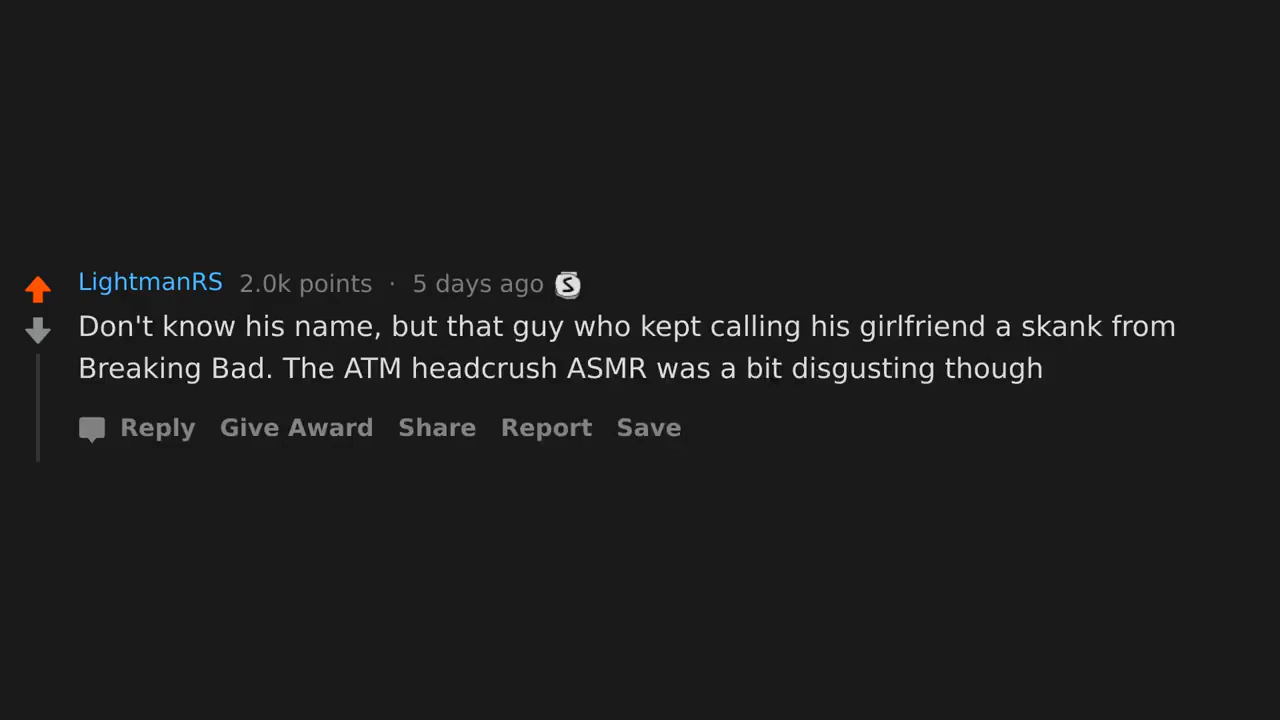 LightmanRS 2.0k points · 5 days ago S
Don't know his name, but that guy who kept calling his girlfriend a skank from
Breaking Bad. The ATM headcrush ASMR was a bit disgusting though
Reply Give Award Share Report Save